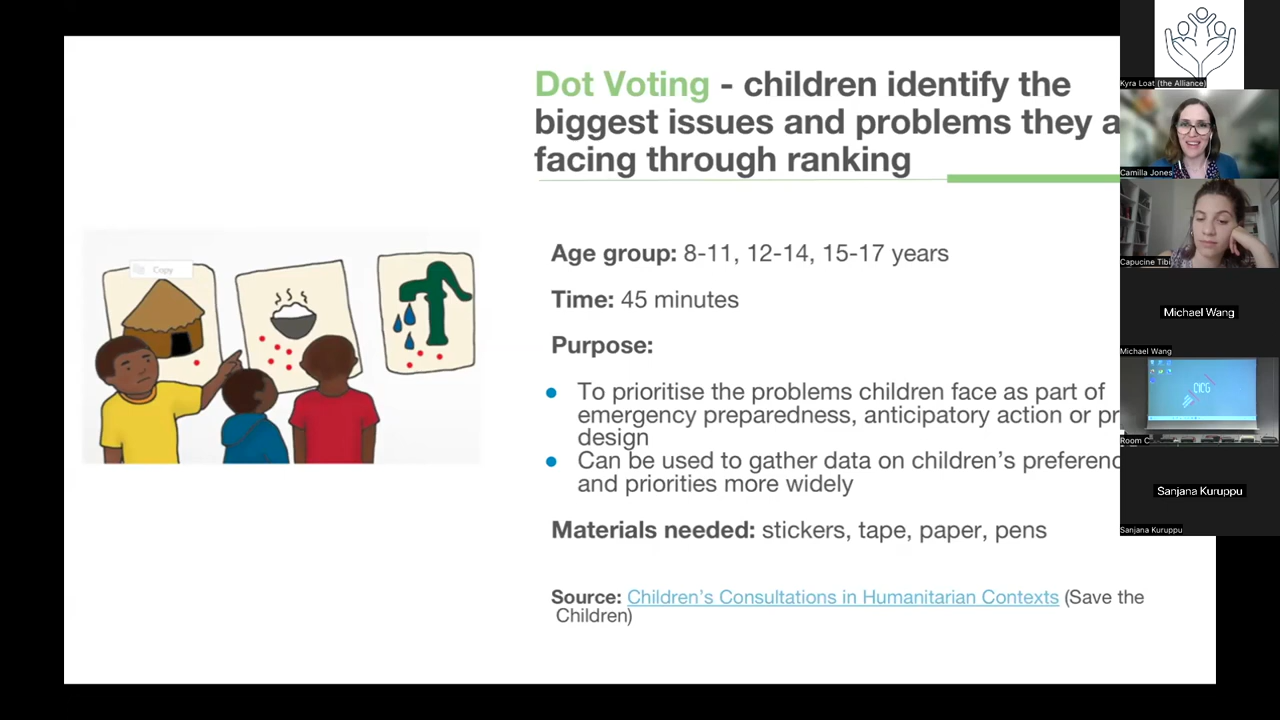 Dot Voting - children identify the
biggest issues and problems they a
facing through ranking
Age group: 8-11, 12-14, 15-17 years
Time: 45 minutes
Purpose:
● To prioritise the problems children face as part of
emergency preparedness, anticipatory action or pr
design
● Can be used to gather data on children's preferenc
and priorities more widely
Materials needed: stickers, tape, paper, pens
Source: Children's Consultations in Humanitarian Contexts (Save the
Children)
Copy
Kyra Loat (the Alliance)
Camilla Jones
Capucine Tibi
Michael Wang
Michael Wang
CICG
Room C
Sanjana Kuruppu
Sanjana Kuruppu